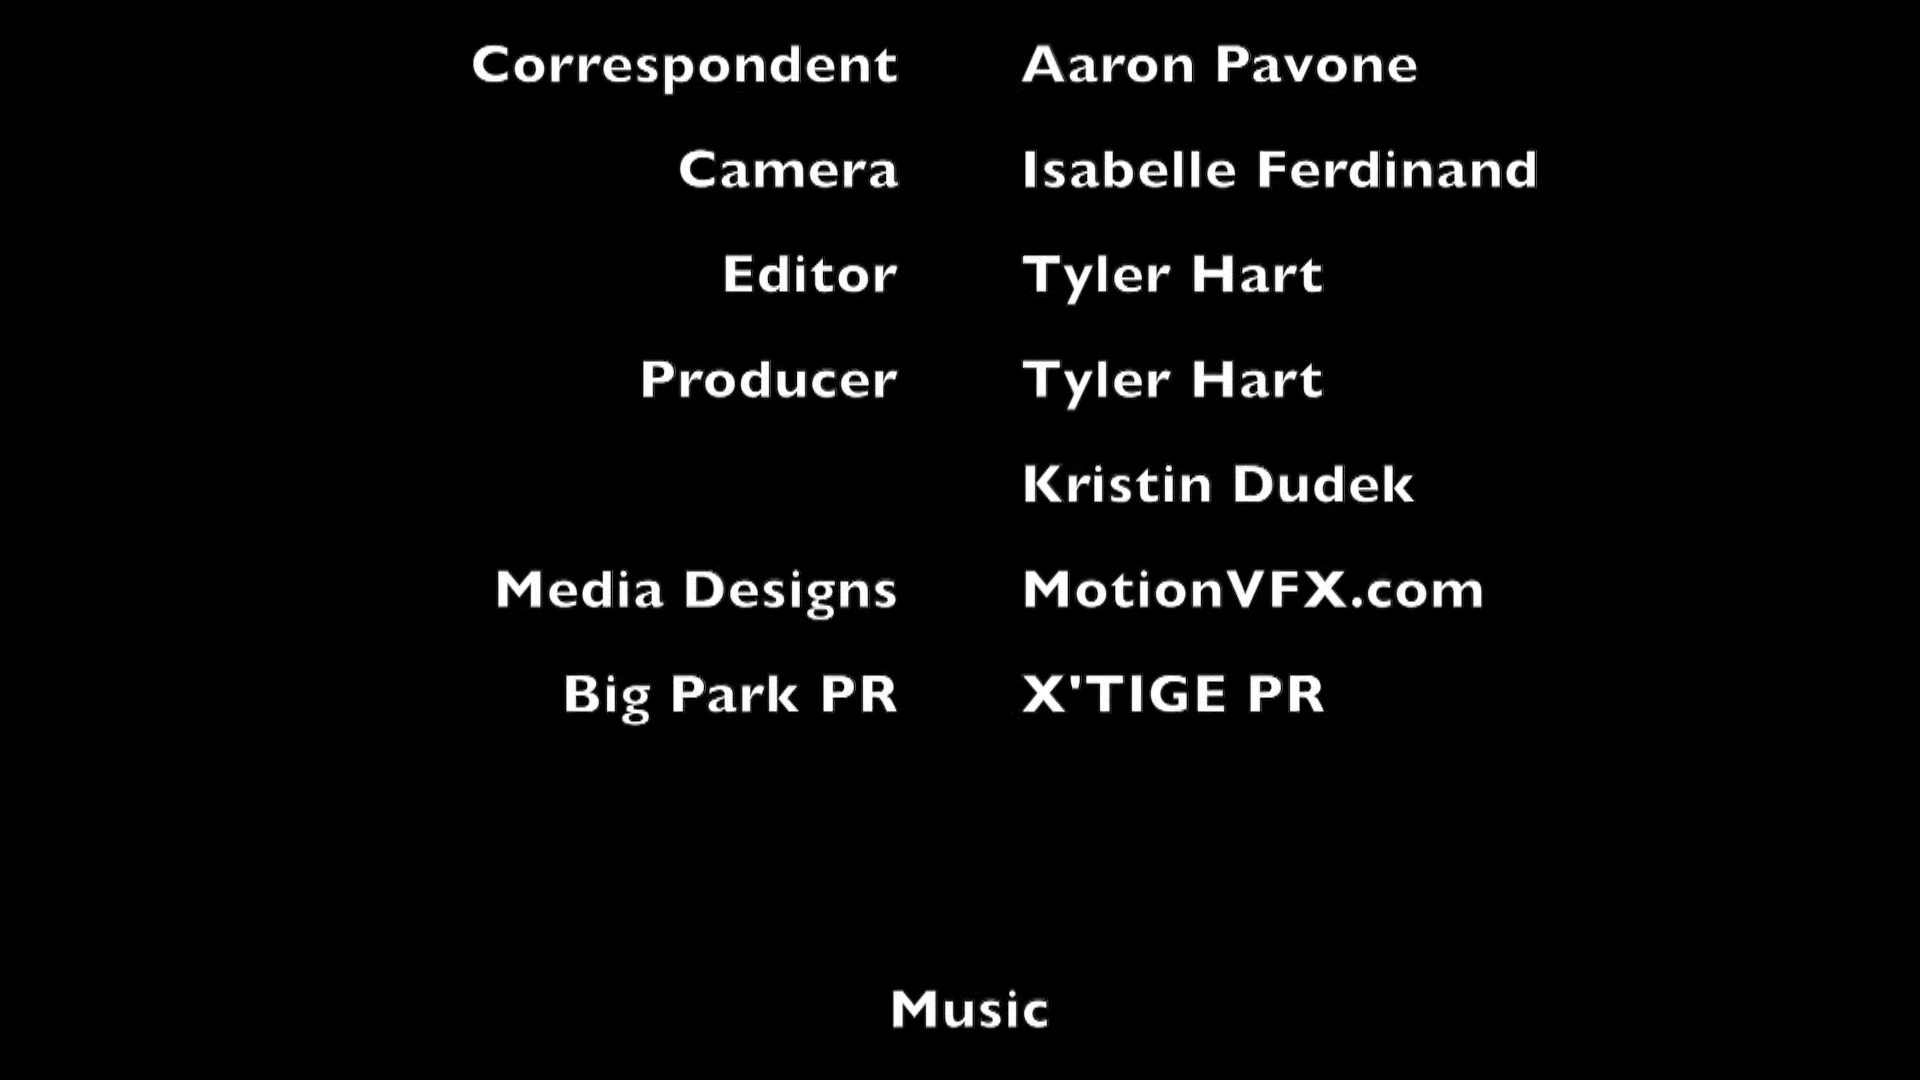 Correspondent Aaron Pavone
Camera Isabelle Ferdinand
Editor Tyler Hart
Producer Tyler Hart
Kristin Dudek
Media Designs MotionVFX.com
Big Park PR X'TIGE PR
Music